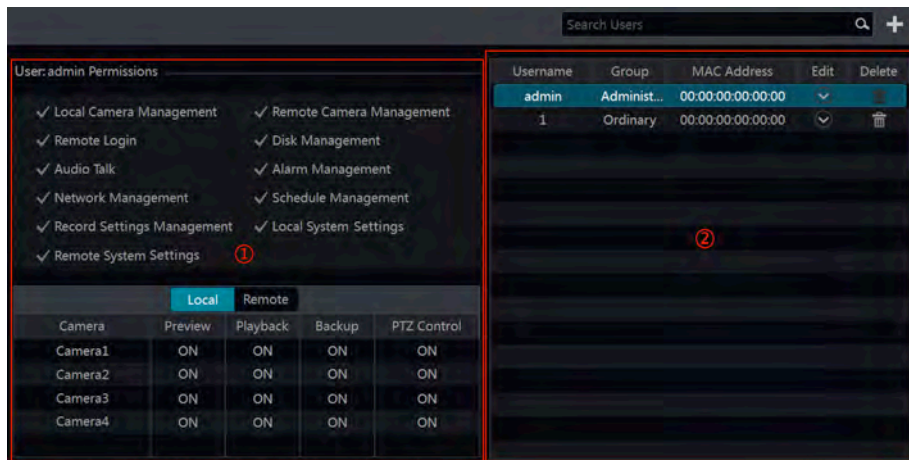 Search Users
User: admin Permissions
Local Camera Management Remote Camera Management
Remote Login Disk Management
Audio Talk Alarm Management
Network Management Schedule Management
Record Settings Management Local System Settings
Remote System Settings ①
Local Remote
Camera Preview Playback Backup PTZ Control
Camera1 ON ON ON ON
Camera2 ON ON ON ON
Camera3 ON ON ON ON
Camera4 ON ON ON ON
Username Group MAC Address Edit Delete
admin Administ... 00:00:00:00:00:00
1 Ordinary 00:00:00:00:00:00
②